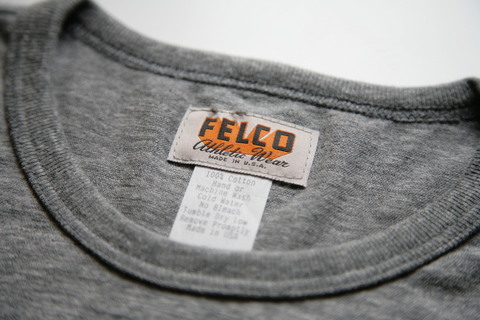 FELCO
Athletic Wear
MADE IN U.S.A.
100% Cotton
Hand or
Machine Wash
Cold Water
No Bleach
Tumble Dry Low
Remove Promptly
Made in USA